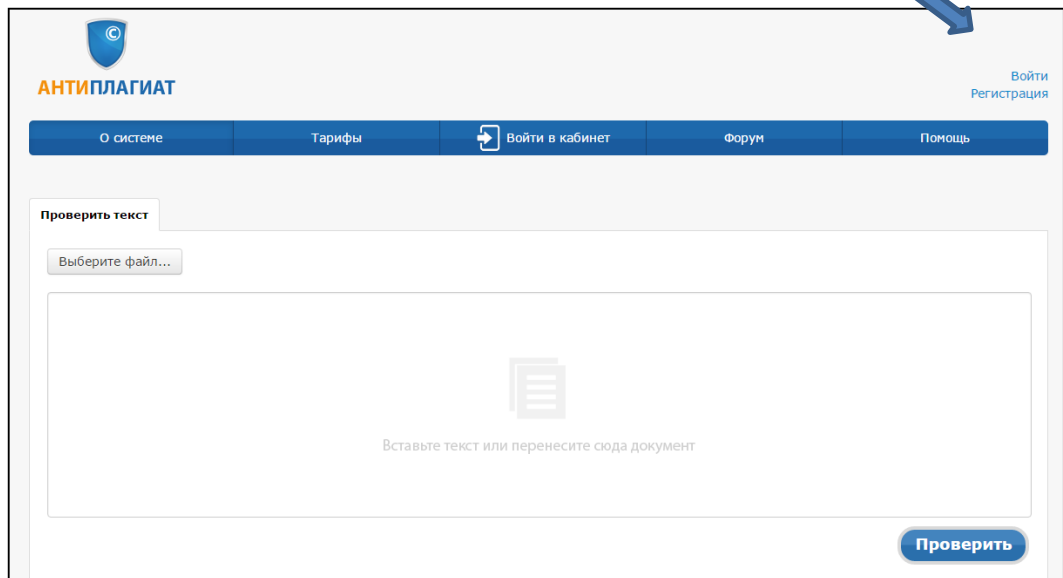 ©
АНТИПЛАГИАТ
Войти
Регистрация
О системе Тарифы Войти в кабинет Форум Помощь
Проверить текст
Выберите файл...
Вставьте текст или перенесите сюда документ
Проверить